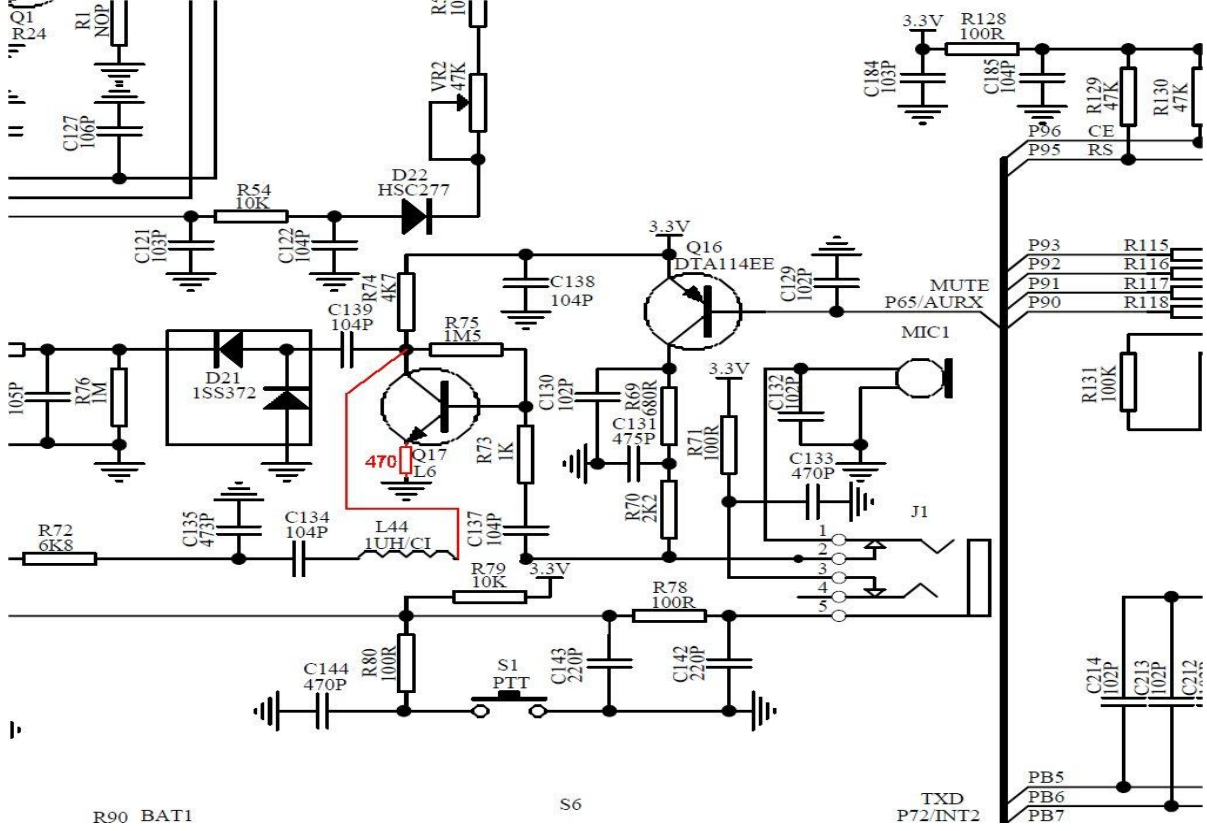 Q1
R24
R1
NOP
C127
106P
VR2
47K
3.3V
R128
100R
C184
103P
C185
104P
R129
47K
R130
47K
P96 CE
P95 RS
R54
10K
D22
HSC277
C121
103P
C122
104P
3.3V
Q16
DTA114EE
C138
104P
R74
4K7
C139
104P
R75
1M5
C129
102P
MUTE
P65/AURX
P93 R115
P92 R116
P91 R117
P90 R118
MIC1
105P
R76
1M
D21
1SS372
470
Q17
L6
R73
1K
C130
102P
R69
680R
C131
475P
3.3V
R71
100R
C132
102P
R131
100K
C133
470P
R70
2K2
R72
6K8
C135
473P
C134
104P
L44
1UH/CI
C137
104P
J1
1
2
3
4
5
R79
10K
3.3V
R78
100R
R80
100R
C144
470P
S1
PTT
C143
220P
C142
220P
C214
102P
C213
102P
C212
R90 BAT1
S6
TXD
P72/INT2
PB5
PB6
PB7